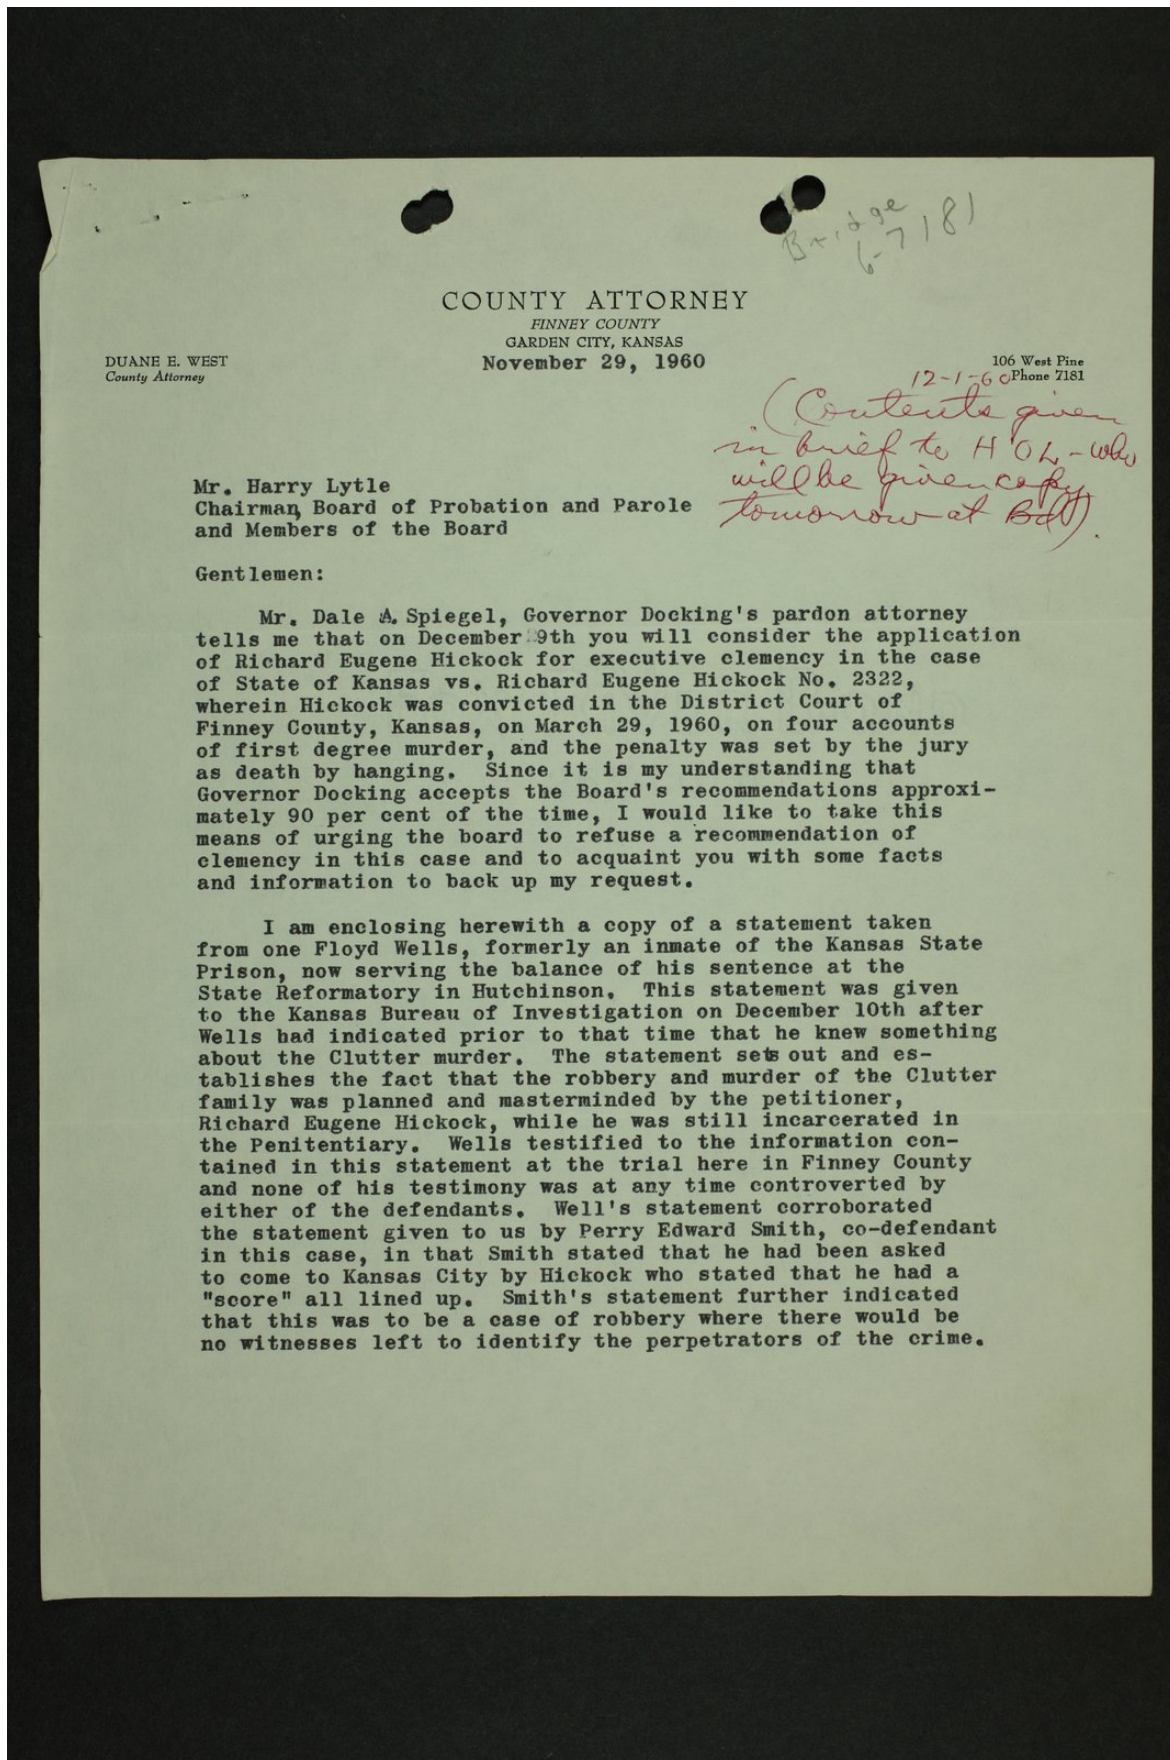 Bridge
6-7181
COUNTY ATTORNEY
FINNEY COUNTY
GARDEN CITY, KANSAS
DUANE E. WEST
County Attorney
November 29, 1960
106 West Pine
Phone 7181
12-1-60
(Contents given
in brief to H'OL - who
will be given copy
tomorrow at Bd).
Mr. Harry Lytle
Chairman, Board of Probation and Parole
and Members of the Board
Gentlemen:
Mr. Dale A. Spiegel, Governor Docking's pardon attorney
tells me that on December 9th you will consider the application
of Richard Eugene Hickock for executive clemency in the case
of State of Kansas vs. Richard Eugene Hickock No. 2322,
wherein Hickock was convicted in the District Court of
Finney County, Kansas, on March 29, 1960, on four accounts
of first degree murder, and the penalty was set by the jury
as death by hanging. Since it is my understanding that
Governor Docking accepts the Board's recommendations approxi-
mately 90 per cent of the time, I would like to take this
means of urging the board to refuse a recommendation of
clemency in this case and to acquaint you with some facts
and information to back up my request.
I am enclosing herewith a copy of a statement taken
from one Floyd Wells, formerly an inmate of the Kansas State
Prison, now serving the balance of his sentence at the
State Reformatory in Hutchinson. This statement was given
to the Kansas Bureau of Investigation on December 10th after
Wells had indicated prior to that time that he knew something
about the Clutter murder. The statement sets out and es-
tablishes the fact that the robbery and murder of the Clutter
family was planned and masterminded by the petitioner,
Richard Eugene Hickock, while he was still incarcerated in
the Penitentiary. Wells testified to the information con-
tained in this statement at the trial here in Finney County
and none of his testimony was at any time controverted by
either of the defendants. Well's statement corroborated
the statement given to us by Perry Edward Smith, co-defendant
in this case, in that Smith stated that he had been asked
to come to Kansas City by Hickock who stated that he had a
"score" all lined up. Smith's statement further indicated
that this was to be a case of robbery where there would be
no witnesses left to identify the perpetrators of the crime.